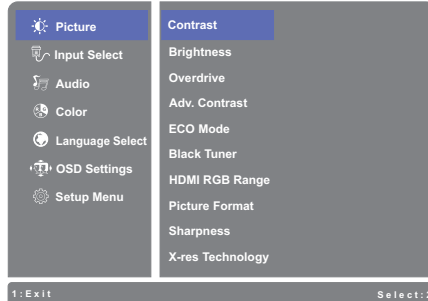 Picture
Input Select
Audio
Color
Language Select
OSD Settings
Setup Menu
Contrast
Brightness
Overdrive
Adv. Contrast
ECO Mode
Black Tuner
HDMI RGB Range
Picture Format
Sharpness
X-res Technology
1:Exit
Select: